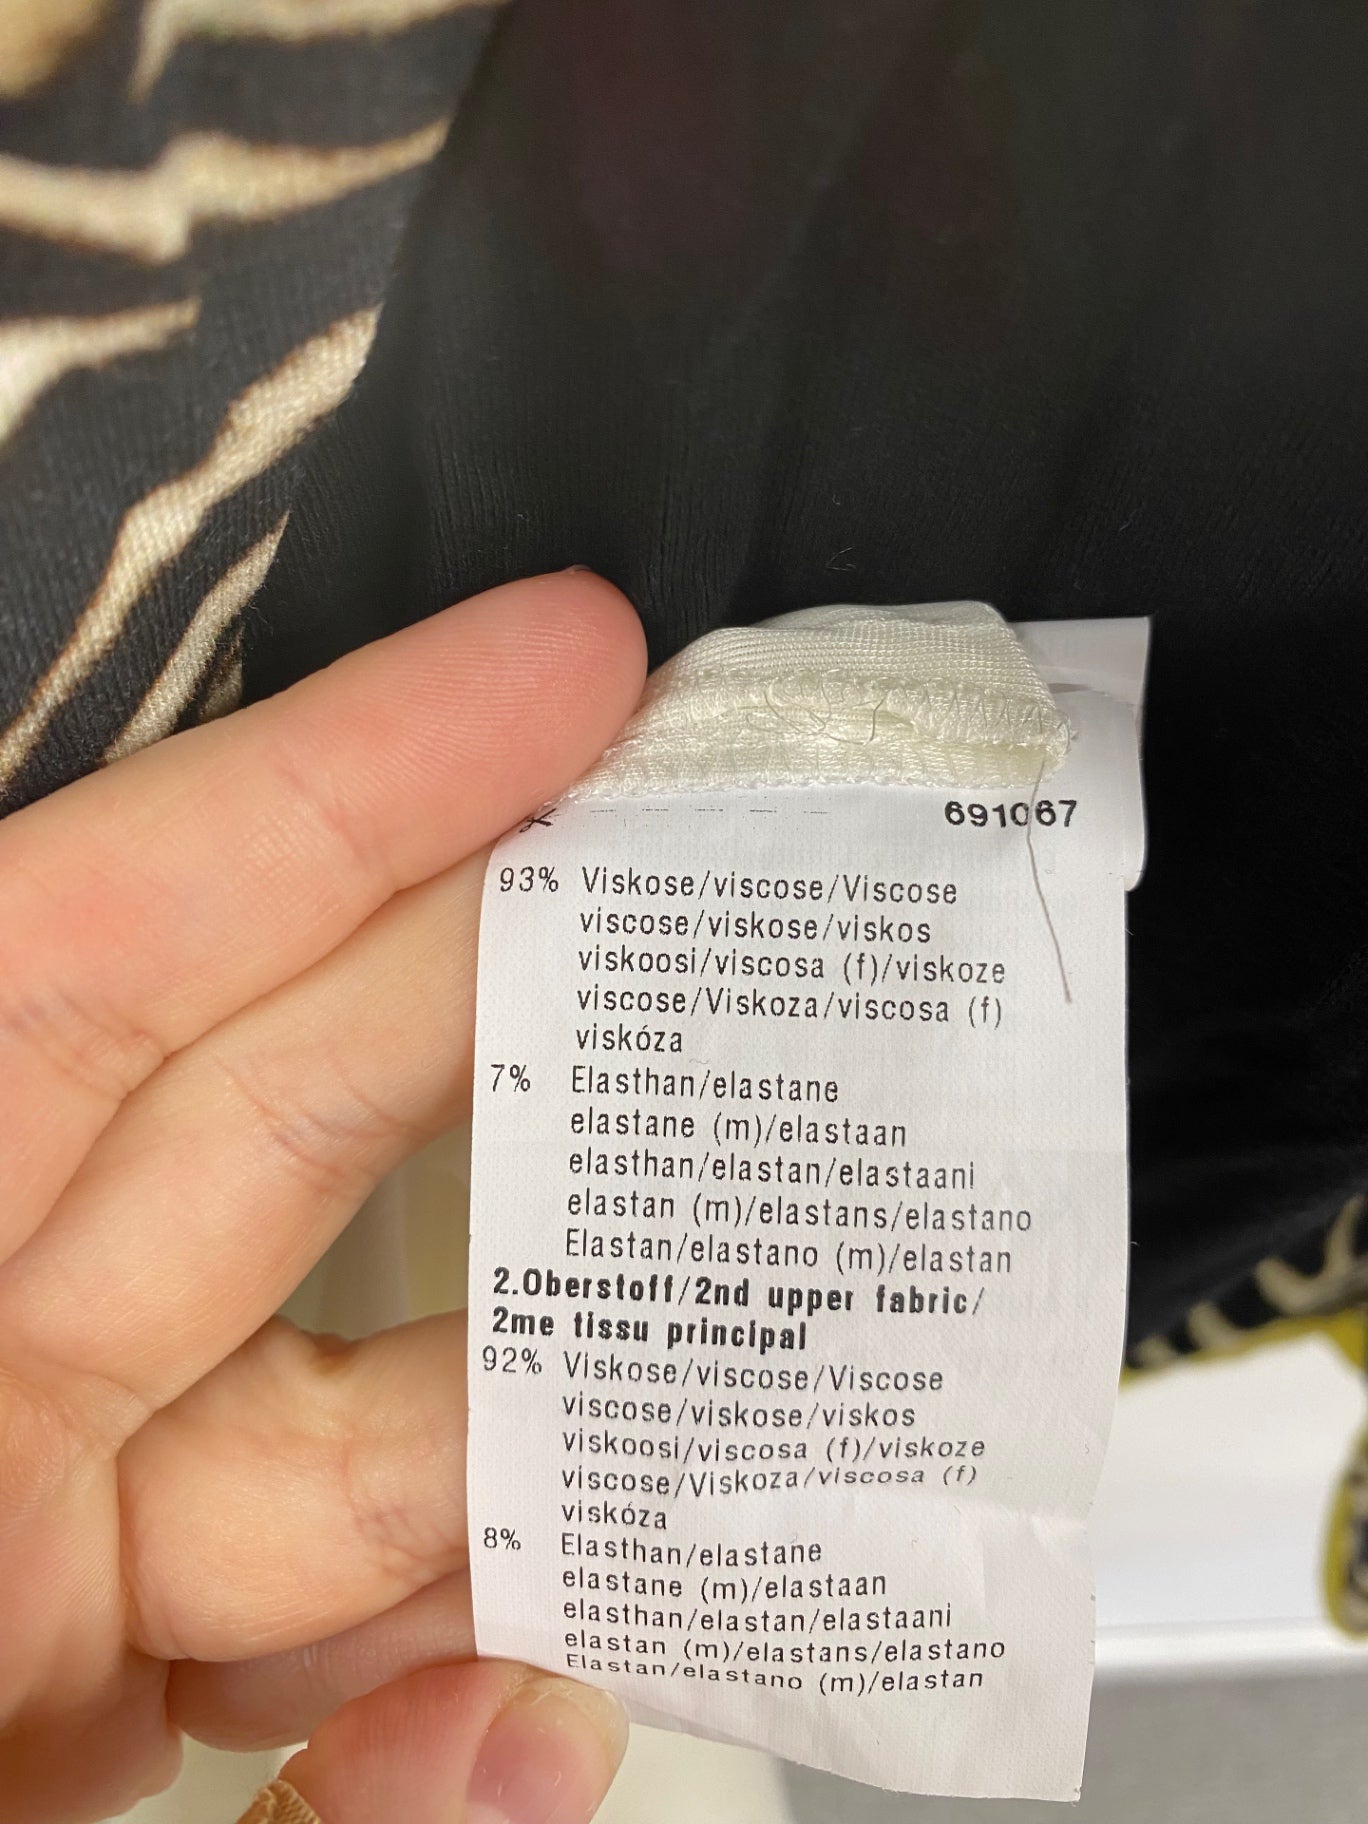 691067
93% Viskose/viscose/Viscose
viscose/viskose/viskos
viskoosi/viscosa (f)/viskoze
viscose/Viskoza/viscosa (f)
viskóza
7% Elasthan/elastane
elastane (m)/elastaan
elasthan/elastan/elastaani
elastan (m)/elastans/elastano
Elastan/elastano (m)/elastan
2.Oberstoff/2nd upper fabric/
2me tissu principal
92% Viskose/viscose/Viscose
viscose/viskose/viskos
viskoosi/viscosa (f)/viskoze
viscose/Viskoza/viscosa (f)
viskóza
8% Elasthan/elastane
elastane (m)/elastaan
elasthan/elastan/elastaani
elastan (m)/elastans/elastano
Elastan/elastano (m)/elastan